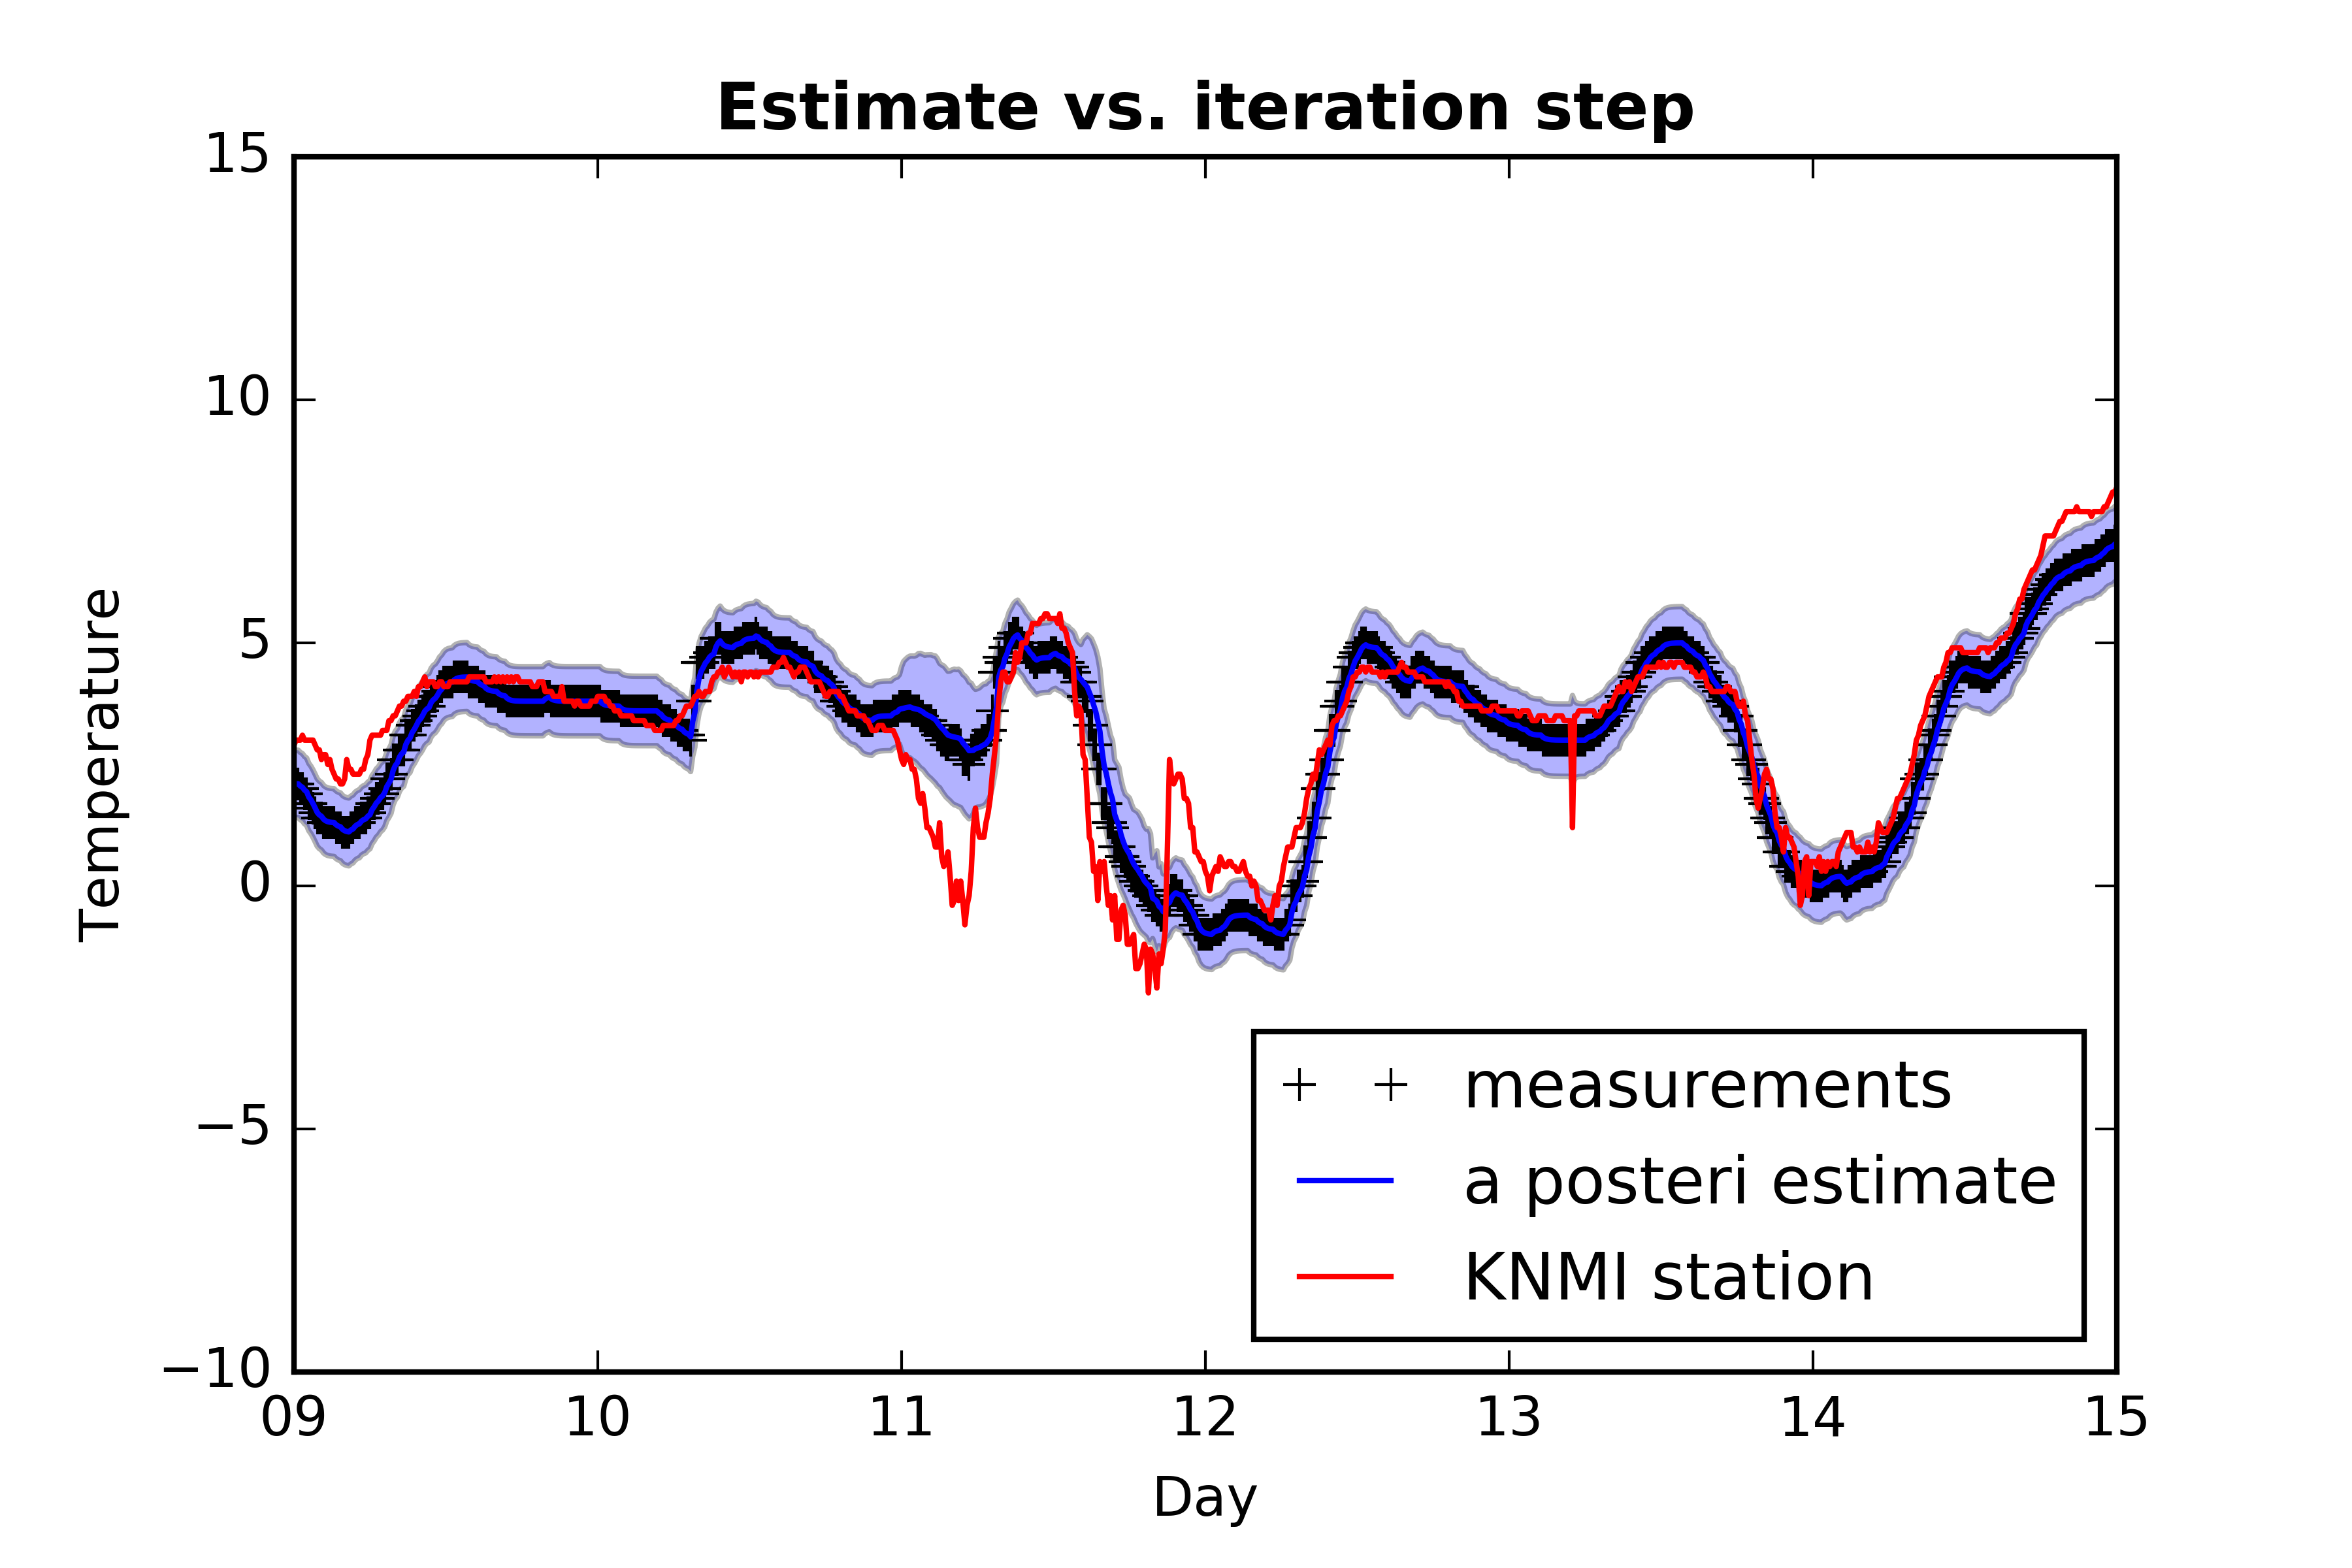 Estimate vs. iteration step
15
10
5
0
−5
−10
Temperature
measurements
a posteri estimate
KNMI station
09 10 11 12 13 14 15
Day